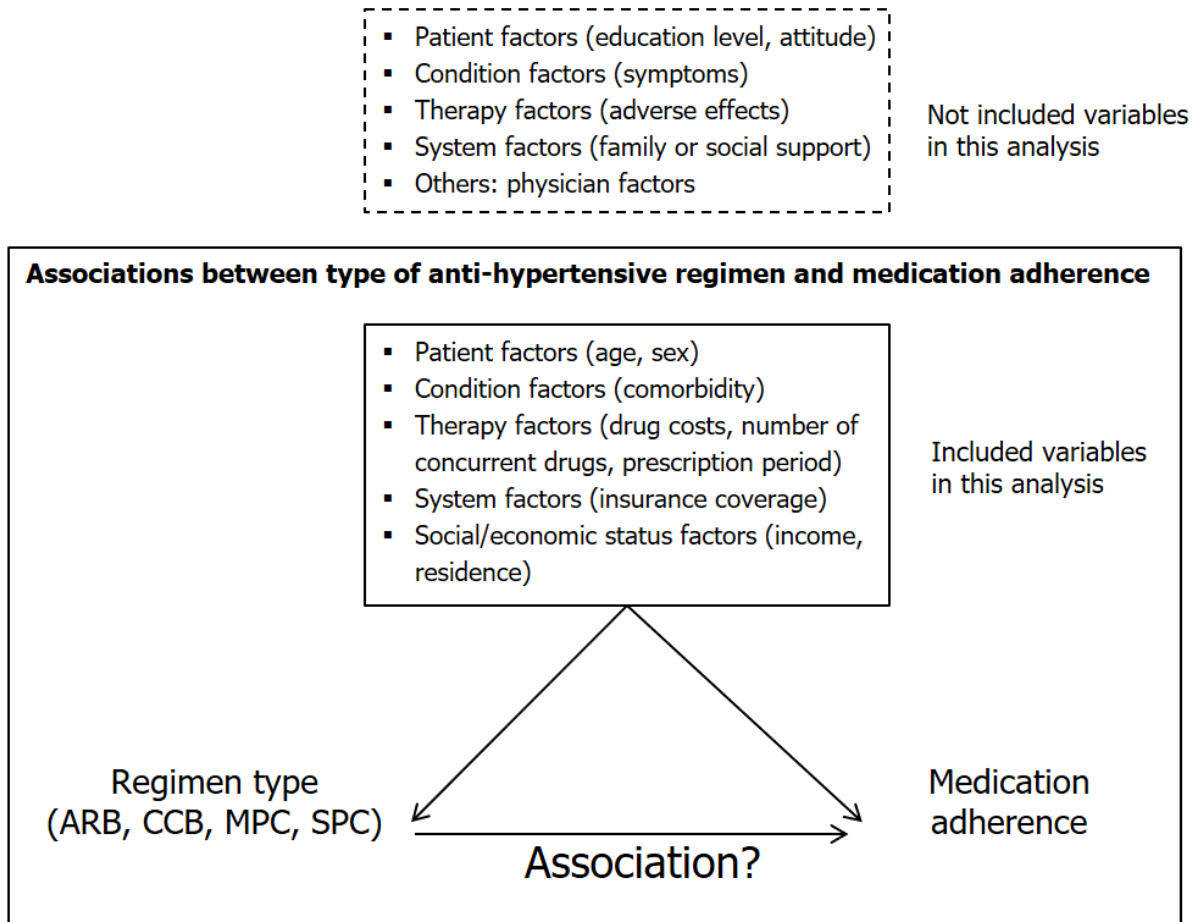 ▪ Patient factors (education level, attitude)
▪ Condition factors (symptoms)
▪ Therapy factors (adverse effects)
▪ System factors (family or social support)
▪ Others: physician factors
Not included variables
in this analysis
Associations between type of anti-hypertensive regimen and medication adherence
▪ Patient factors (age, sex)
▪ Condition factors (comorbidity)
▪ Therapy factors (drug costs, number of
concurrent drugs, prescription period)
▪ System factors (insurance coverage)
▪ Social/economic status factors (income,
residence)
Included variables
in this analysis
Regimen type
(ARB, CCB, MPC, SPC)
Medication
adherence
Association?